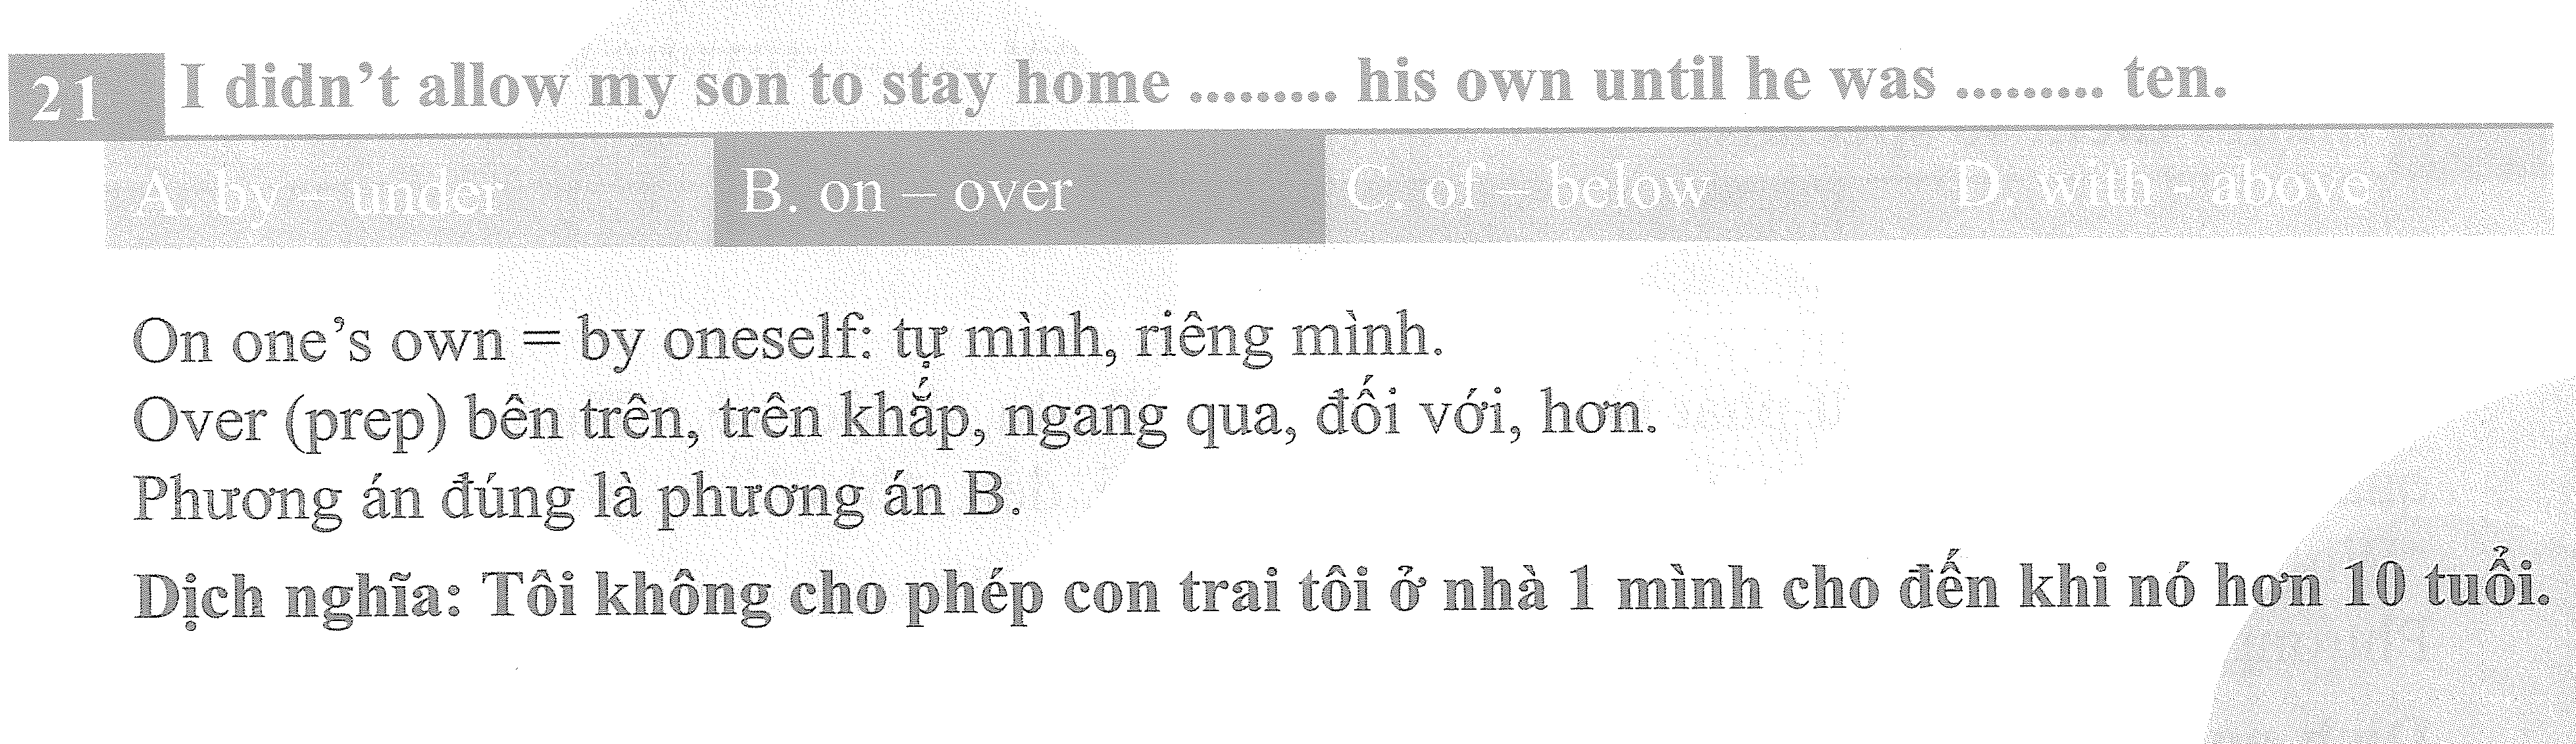 21 I didn’t allow my son to stay home ......... his own until he was ......... ten.
A. by – under B. on – over C. of – below D. with - above
On one’s own = by oneself: tự mình, riêng mình.
Over (prep) bên trên, trên khắp, ngang qua, đối với, hơn.
Phương án đúng là phương án B.
Dịch nghĩa: Tôi không cho phép con trai tôi ở nhà 1 mình cho đến khi nó hơn 10 tuổi.